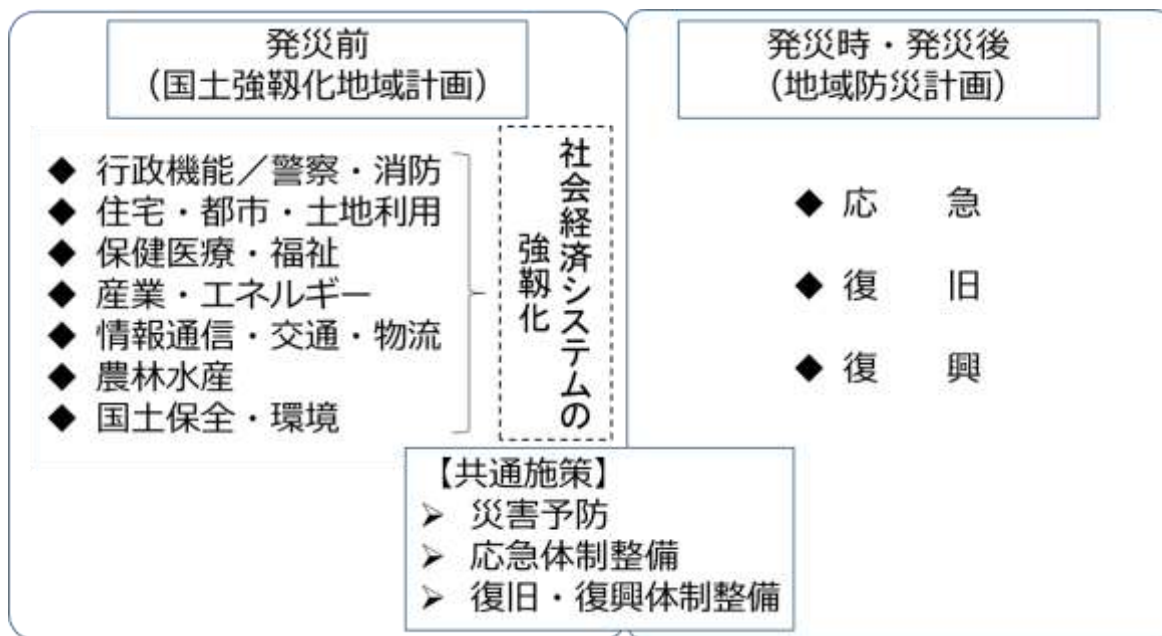 発災前
（国土強靱化地域計画）
◆ 行政機能／警察・消防
◆ 住宅・都市・土地利用
◆ 保健医療・福祉
◆ 産業・エネルギー
◆ 情報通信・交通・物流
◆ 農林水産
◆ 国土保全・環境
社会経済システムの
強靱化
発災時・発災後
（地域防災計画）
◆ 応　　急
◆ 復　　旧
◆ 復　　興
【共通施策】
➢ 災害予防
➢ 応急体制整備
➢ 復旧・復興体制整備